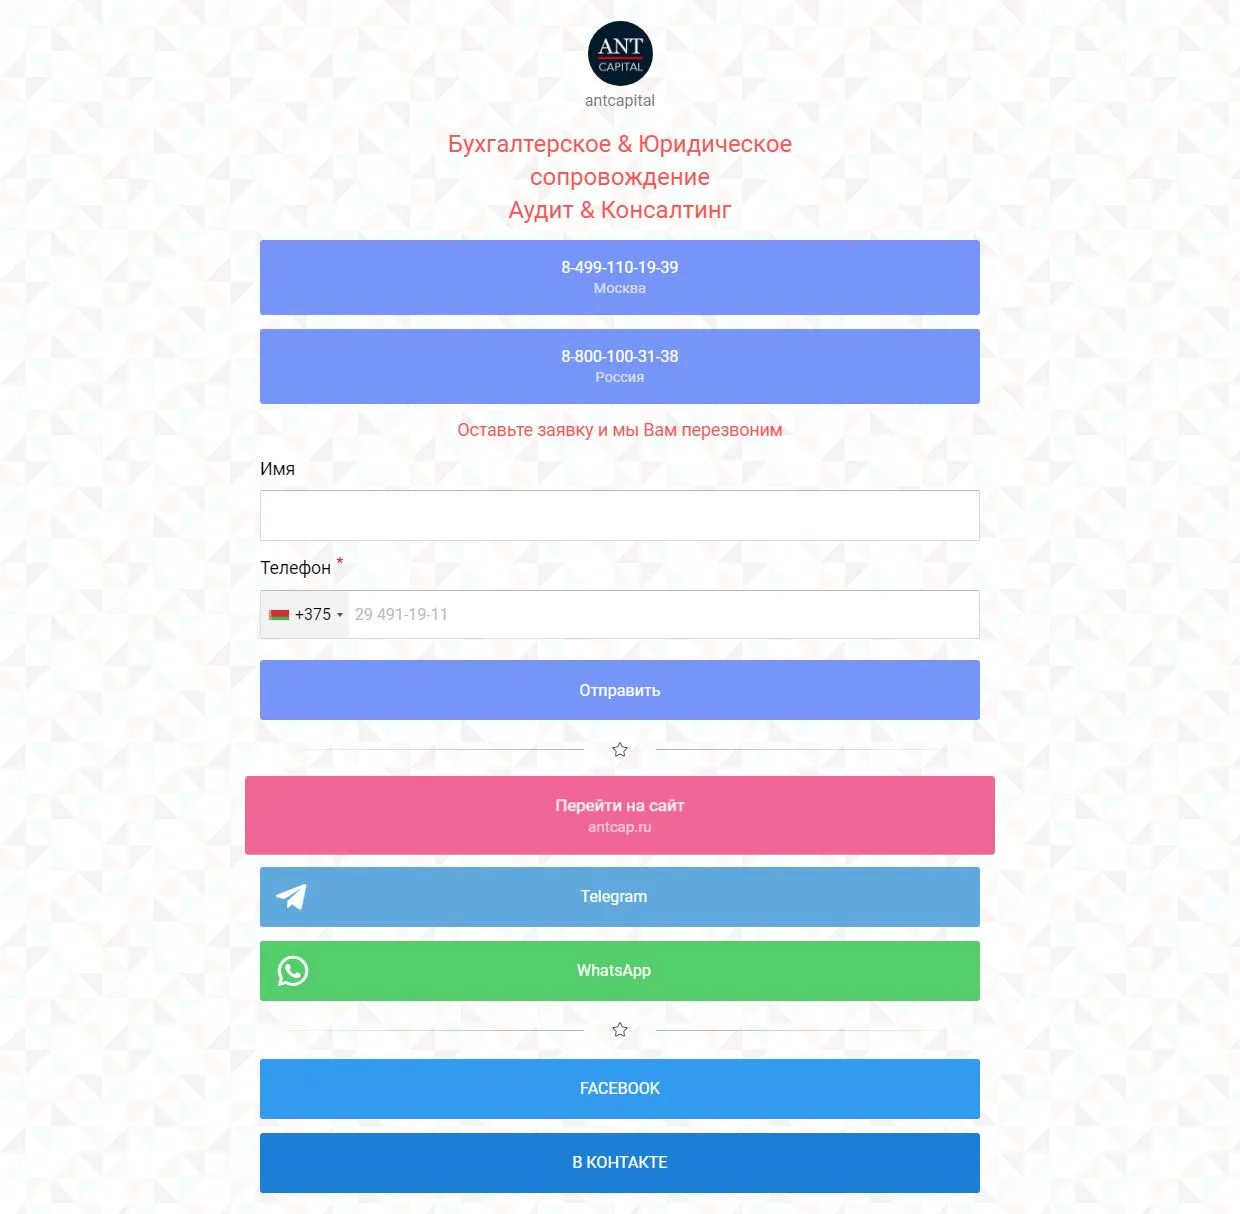 ANT
CAPITAL
antcapital
Бухгалтерское & Юридическое
сопровождение
Аудит & Консалтинг
8-499-110-19-39
Москва
8-800-100-31-38
Россия
Оставьте заявку и мы Вам перезвоним
Имя
Телефон *
+375 29 491-19-11
Отправить
Перейти на сайт
antcap.ru
Telegram
WhatsApp
FACEBOOK
В КОНТАКТЕ